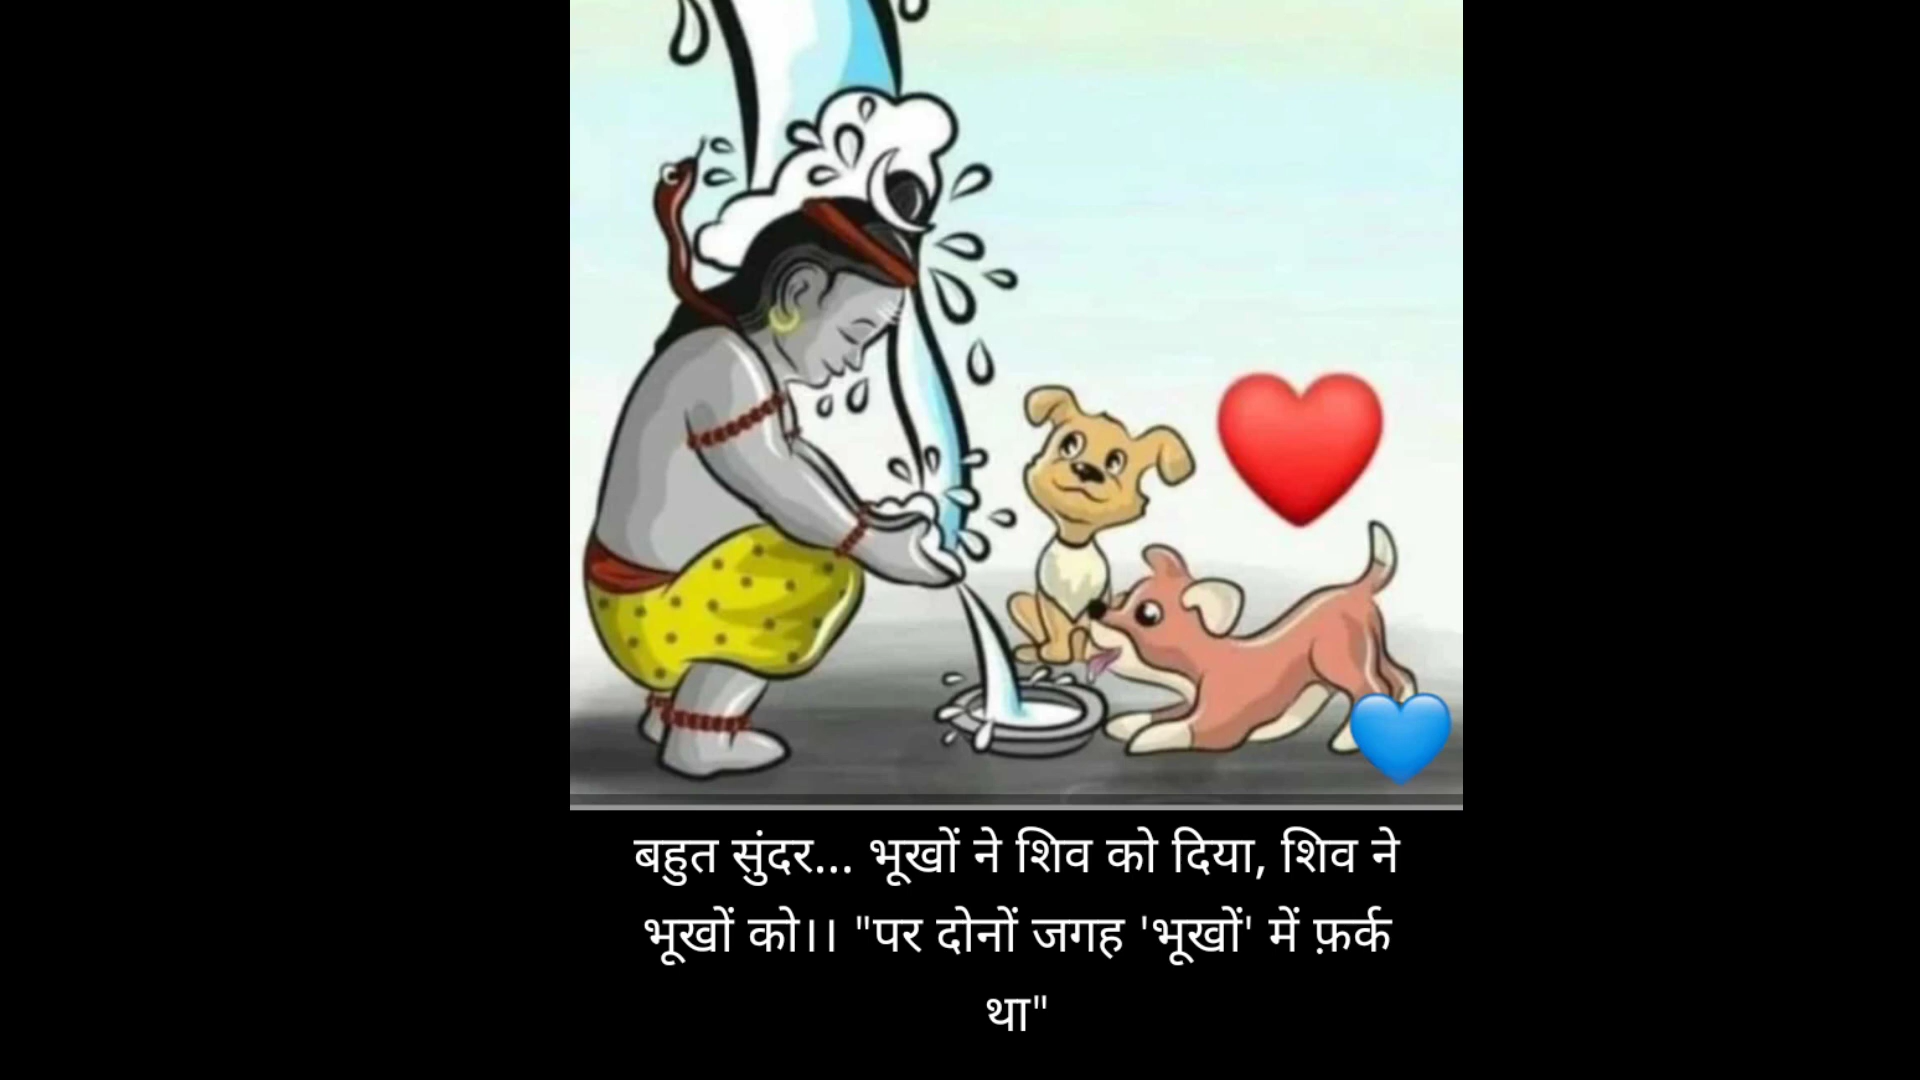 बहुत सुंदर... भूखों ने शिव को दिया, शिव ने
भूखों को।। "पर दोनों जगह 'भूखों' में फ़र्क
था"